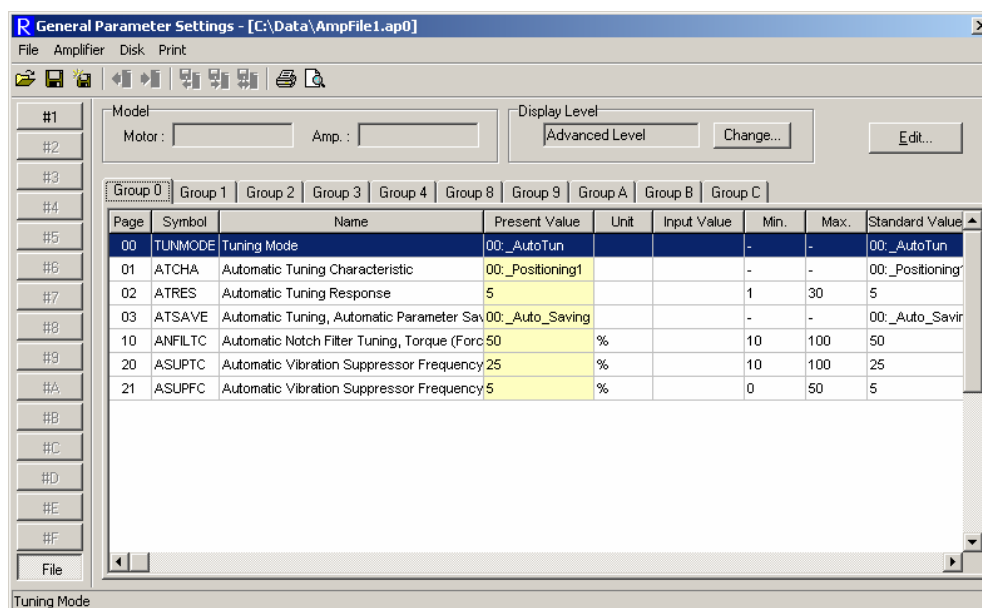 R General Parameter Settings - [C:\Data\AmpFile1.ap0]
File Amplifier Disk Print
#1
#2
#3
#4
#5
#6
#7
#8
#9
#A
#B
#C
#D
#E
#F
File
Model
Motor :
Amp. :
Display Level
Advanced Level
Change...
Edit...
Group 0 Group 1 Group 2 Group 3 Group 4 Group 8 Group 9 Group A Group B Group C
Page Symbol Name Present Value Unit Input Value Min. Max. Standard Value
00 TUNMODE Tuning Mode 00:_AutoTun - - 00:_AutoTun
01 ATCHA Automatic Tuning Characteristic 00:_Positioning1 - - 00:_Positioning1
02 ATRES Automatic Tuning Response 5 1 30 5
03 ATSAVE Automatic Tuning, Automatic Parameter Sav 00:_Auto_Saving - - 00:_Auto_Savin
10 ANFILTC Automatic Notch Filter Tuning, Torque (Forc 50 % 10 100 50
20 ASUPTC Automatic Vibration Suppressor Frequency 25 % 10 100 25
21 ASUPFC Automatic Vibration Suppressor Frequency 5 % 0 50 5
Tuning Mode